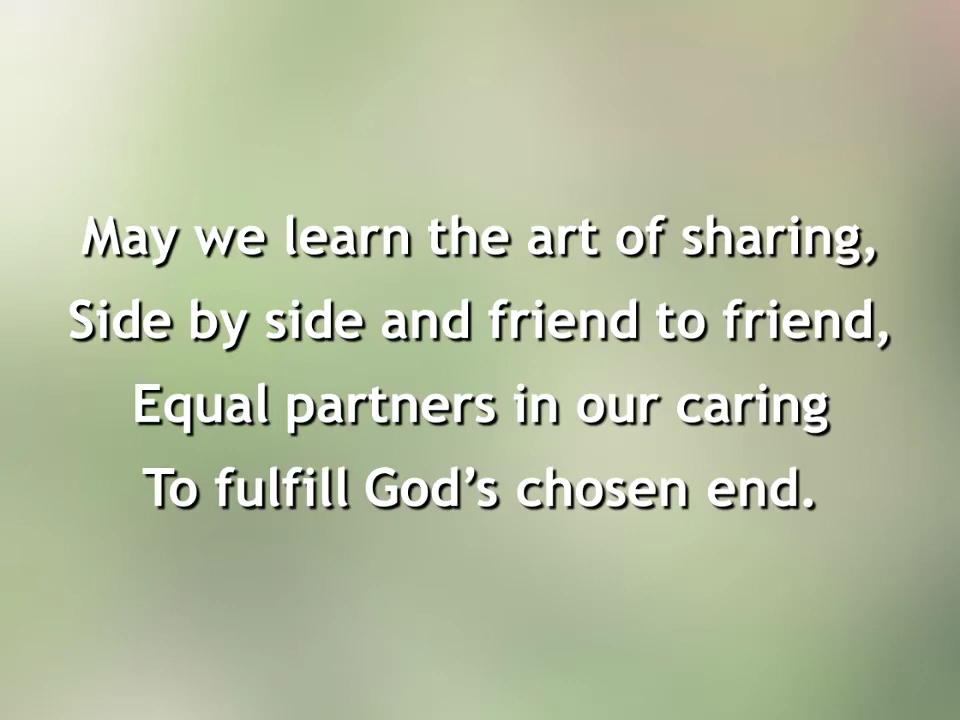 May we learn the art of sharing,
Side by side and friend to friend,
Equal partners in our caring
To fulfill God’s chosen end.